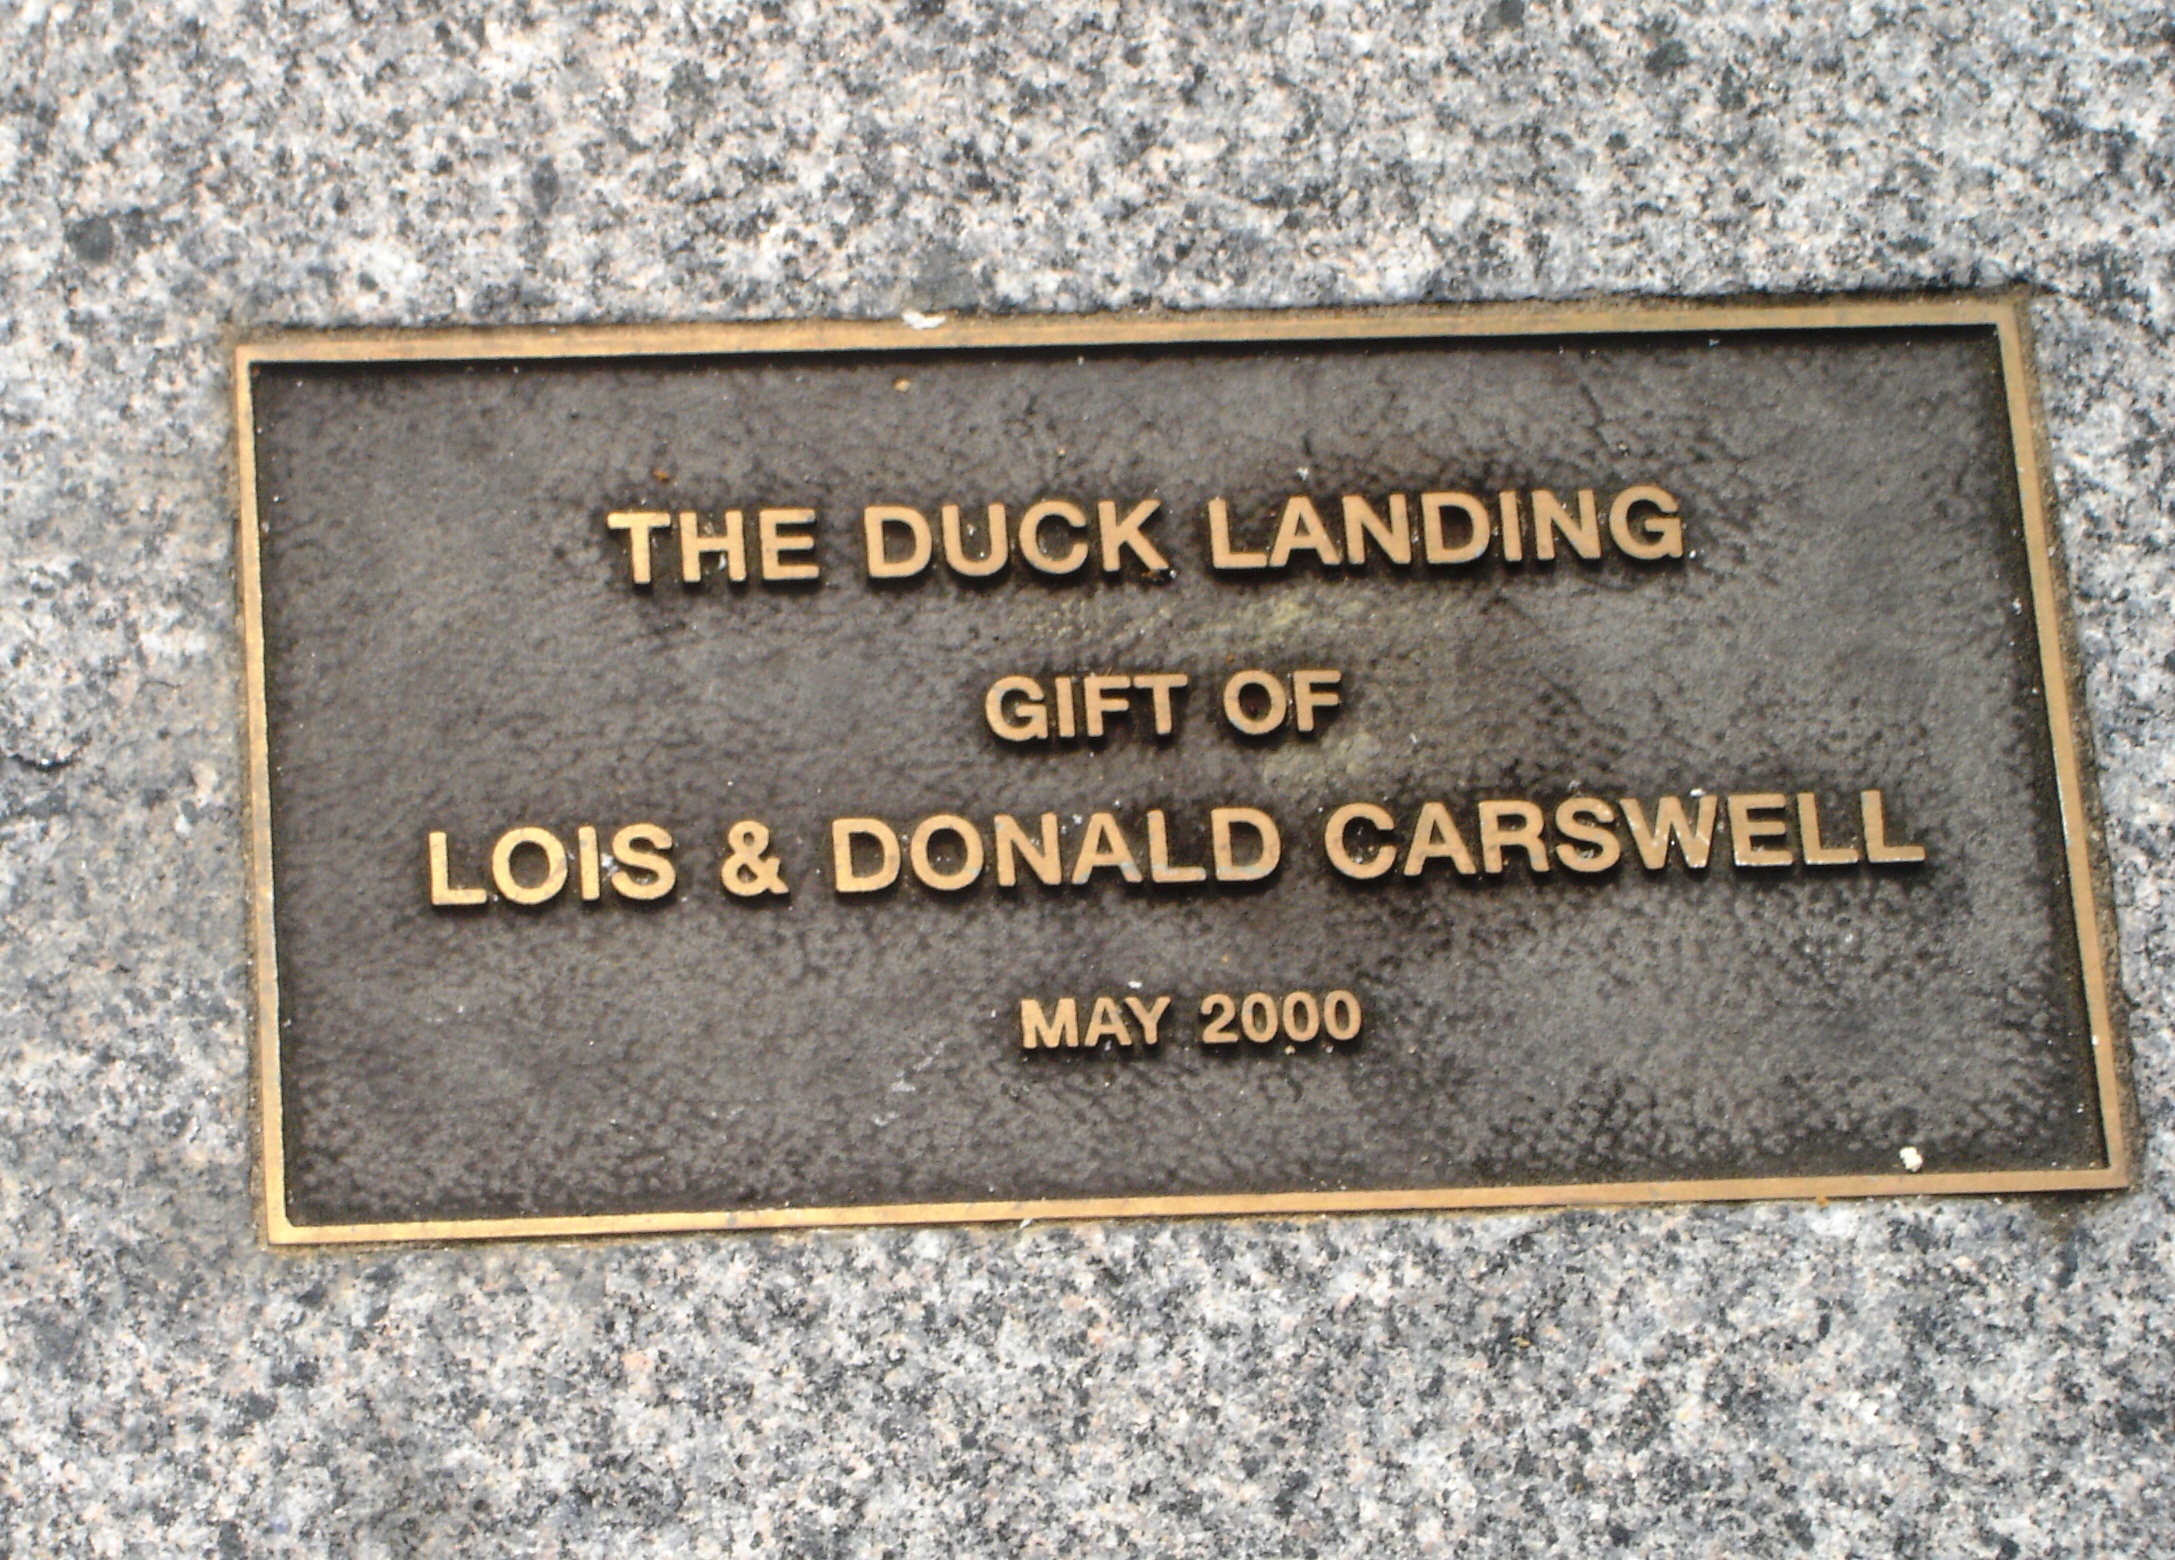 THE DUCK LANDING
GIFT OF
LOIS & DONALD CARSWELL
MAY 2000